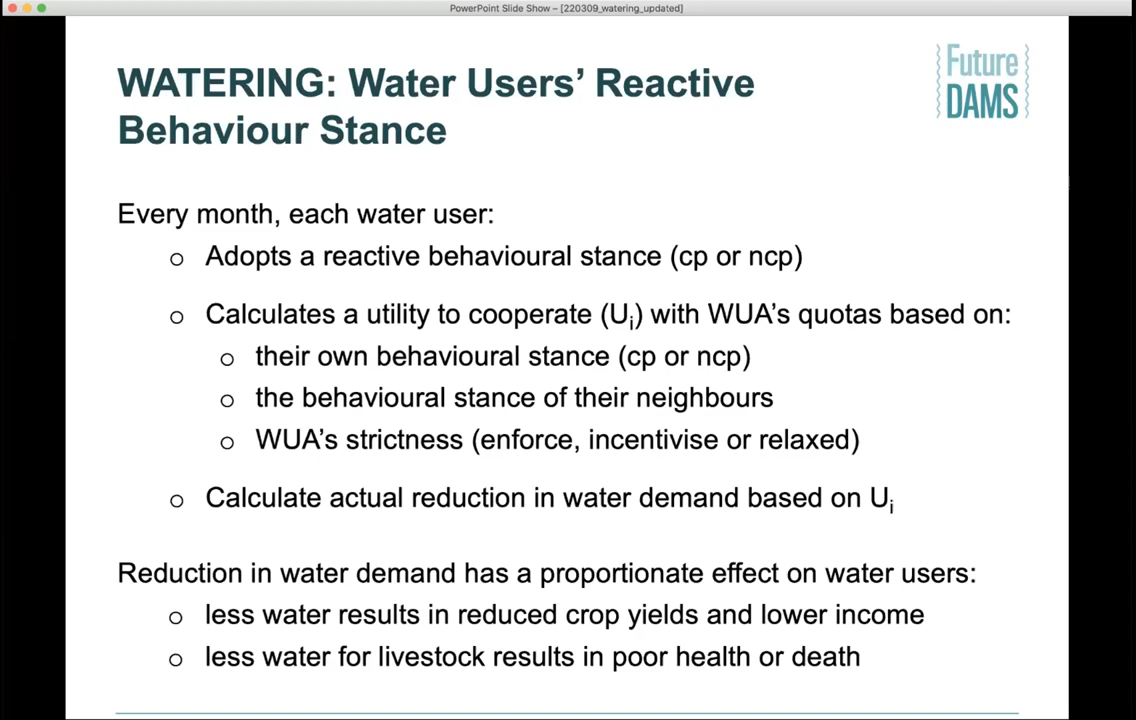 PowerPoint Slide Show – [220309_watering_updated]
WATERING: Water Users’ Reactive
Behaviour Stance
Future
DAMS
Every month, each water user:
o Adopts a reactive behavioural stance (cp or ncp)
o Calculates a utility to cooperate (Ui) with WUA’s quotas based on:
o their own behavioural stance (cp or ncp)
o the behavioural stance of their neighbours
o WUA’s strictness (enforce, incentivise or relaxed)
o Calculate actual reduction in water demand based on Ui
Reduction in water demand has a proportionate effect on water users:
o less water results in reduced crop yields and lower income
o less water for livestock results in poor health or death